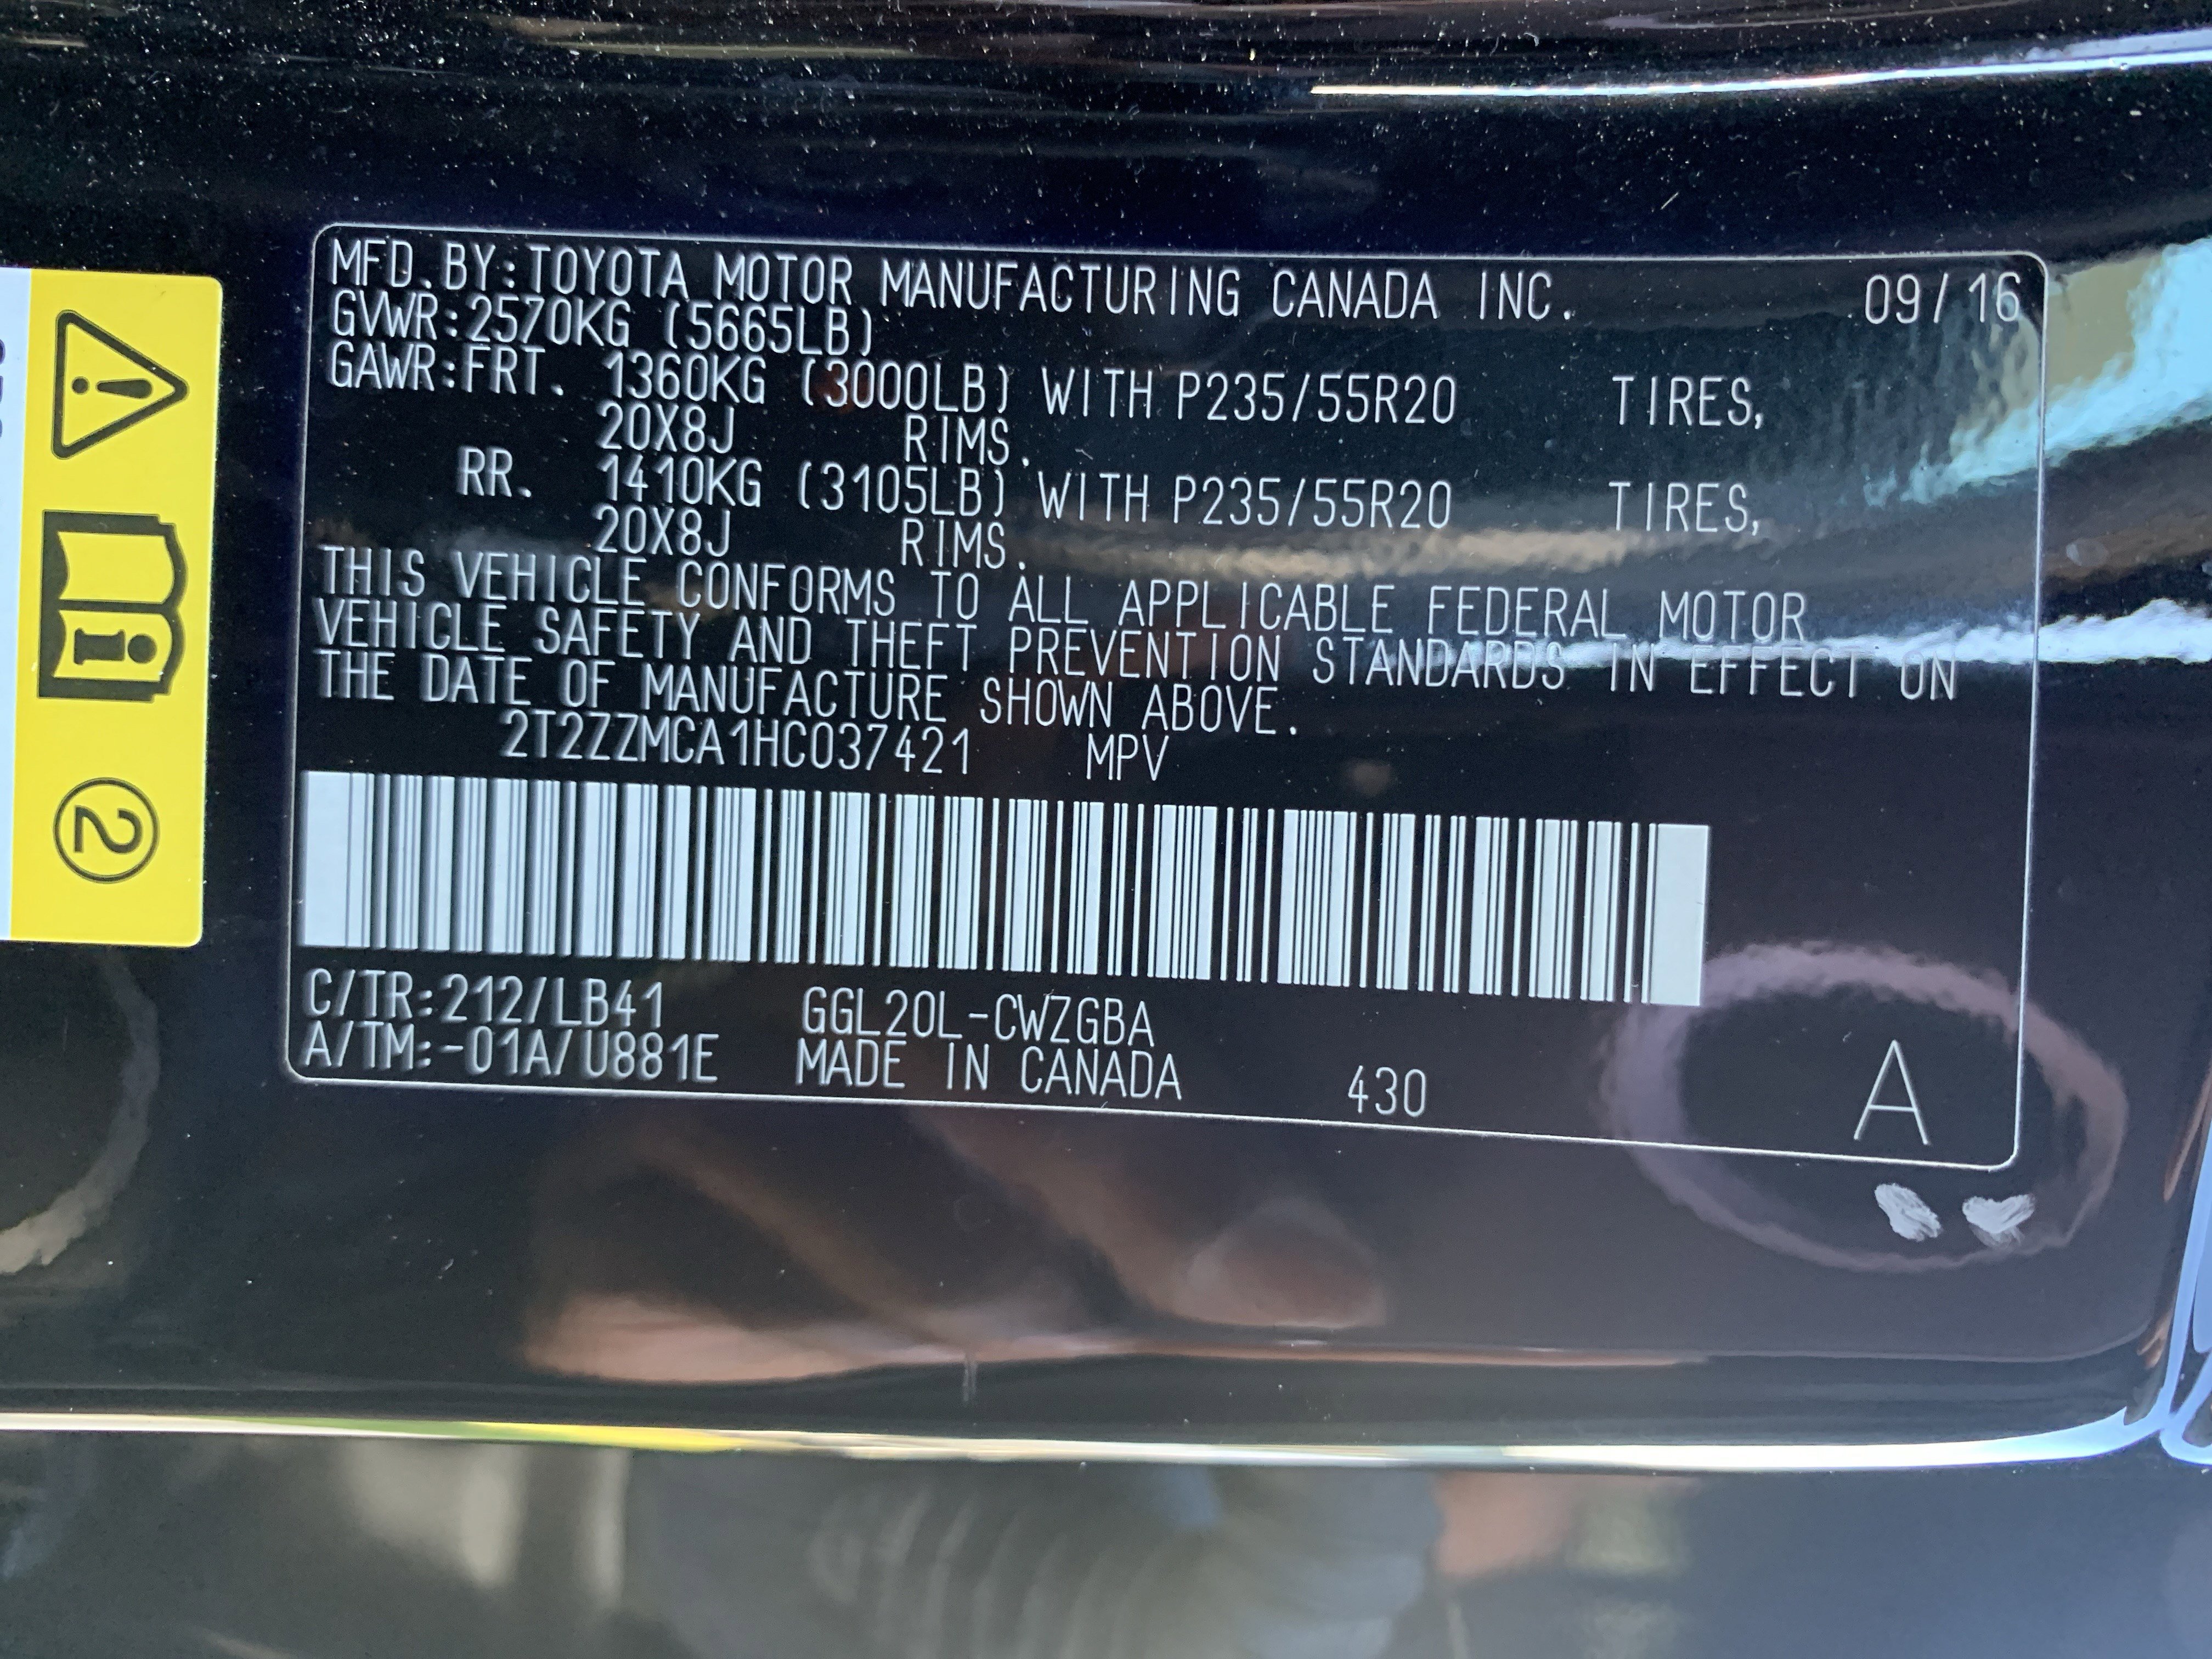 MFD.BY:TOYOTA MOTOR MANUFACTURING CANADA INC. 09/16
GVWR:2570KG (5665LB)
GAWR:FRT. 1360KG (3000LB) WITH P235/55R20 TIRES,
20X8J RIMS.
RR. 1410KG (3105LB) WITH P235/55R20 TIRES,
20X8J RIMS.
THIS VEHICLE CONFORMS TO ALL APPLICABLE FEDERAL MOTOR
VEHICLE SAFETY AND THEFT PREVENTION STANDARDS IN EFFECT ON
THE DATE OF MANUFACTURE SHOWN ABOVE.
2T2ZZMCA1HC037421 MPV
C/TR:212/LB41 GGL20L-CWZGBA
A/TM:-01A/U881E MADE IN CANADA 430 A
2